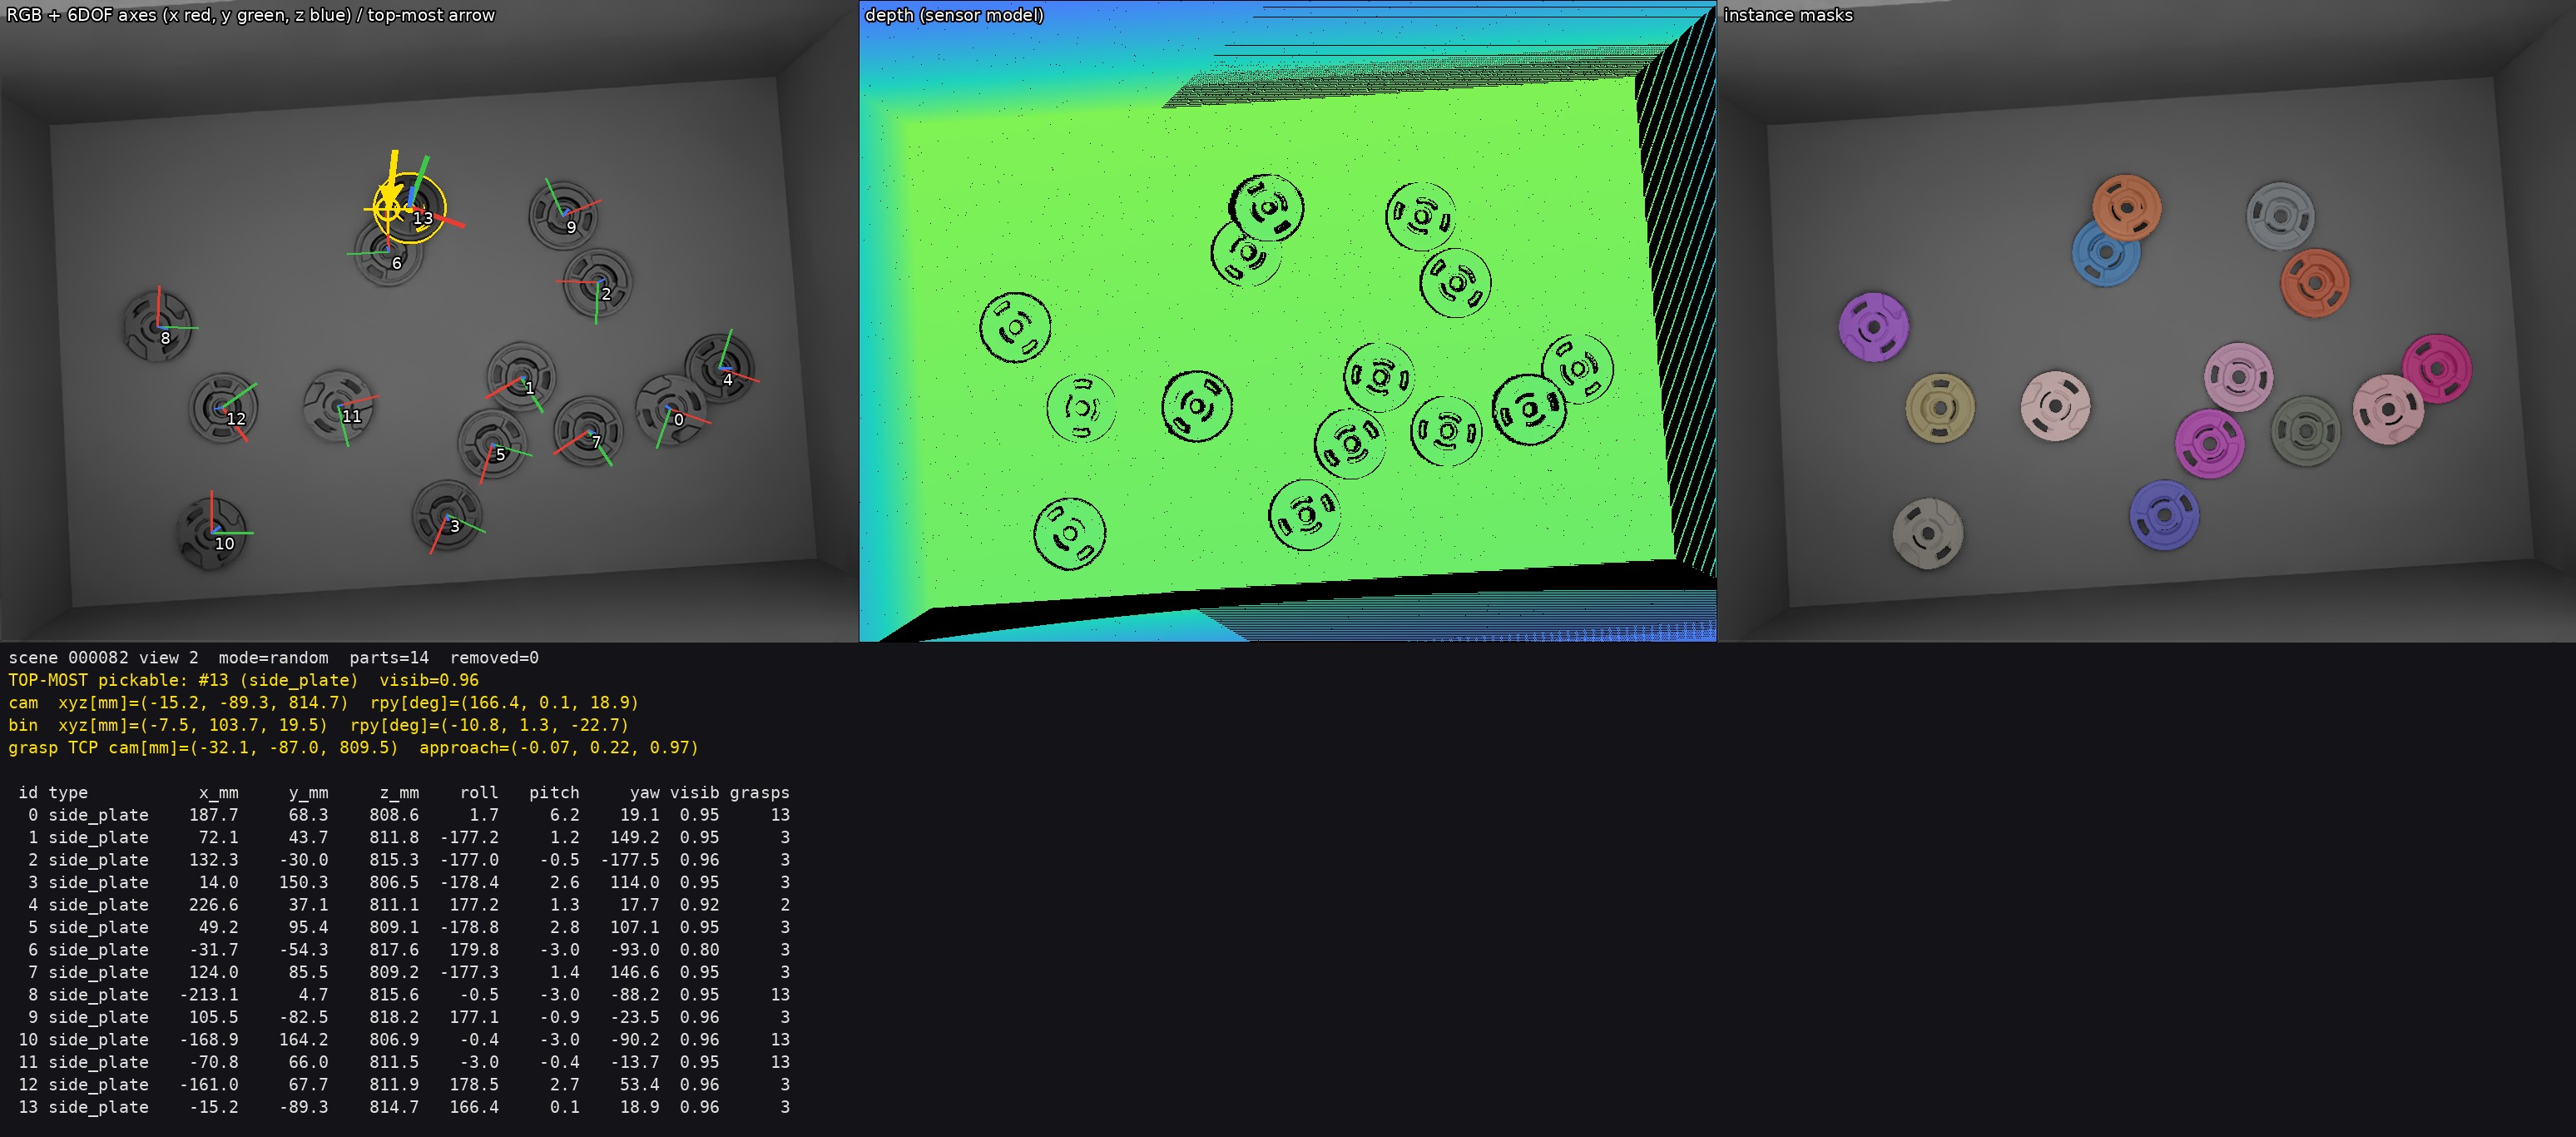 RGB + 6DOF axes (x red, y green, z blue) / top-most arrow
depth (sensor model)
instance masks
13
9
6
2
8
4
1
12
11
0
7
5
3
10
scene 000082 view 2 mode=random parts=14 removed=0
TOP-MOST pickable: #13 (side_plate) visib=0.96
cam xyz[mm]=(-15.2, -89.3, 814.7) rpy[deg]=(166.4, 0.1, 18.9)
bin xyz[mm]=(-7.5, 103.7, 19.5) rpy[deg]=(-10.8, 1.3, -22.7)
grasp TCP cam[mm]=(-32.1, -87.0, 809.5) approach=(-0.07, 0.22, 0.97)
id type x_mm y_mm z_mm roll pitch yaw visib grasps
0 side_plate 187.7 68.3 808.6 1.7 6.2 19.1 0.95 13
1 side_plate 72.1 43.7 811.8 -177.2 1.2 149.2 0.95 3
2 side_plate 132.3 -30.0 815.3 -177.0 -0.5 -177.5 0.96 3
3 side_plate 14.0 150.3 806.5 -178.4 2.6 114.0 0.95 3
4 side_plate 226.6 37.1 811.1 177.2 1.3 17.7 0.92 2
5 side_plate 49.2 95.4 809.1 -178.8 2.8 107.1 0.95 3
6 side_plate -31.7 -54.3 817.6 179.8 -3.0 -93.0 0.80 3
7 side_plate 124.0 85.5 809.2 -177.3 1.4 146.6 0.95 3
8 side_plate -213.1 4.7 815.6 -0.5 -3.0 -88.2 0.95 13
9 side_plate 105.5 -82.5 818.2 177.1 -0.9 -23.5 0.96 3
10 side_plate -168.9 164.2 806.9 -0.4 -3.0 -90.2 0.96 13
11 side_plate -70.8 66.0 811.5 -3.0 -0.4 -13.7 0.95 13
12 side_plate -161.0 67.7 811.9 178.5 2.7 53.4 0.96 3
13 side_plate -15.2 -89.3 814.7 166.4 0.1 18.9 0.96 3